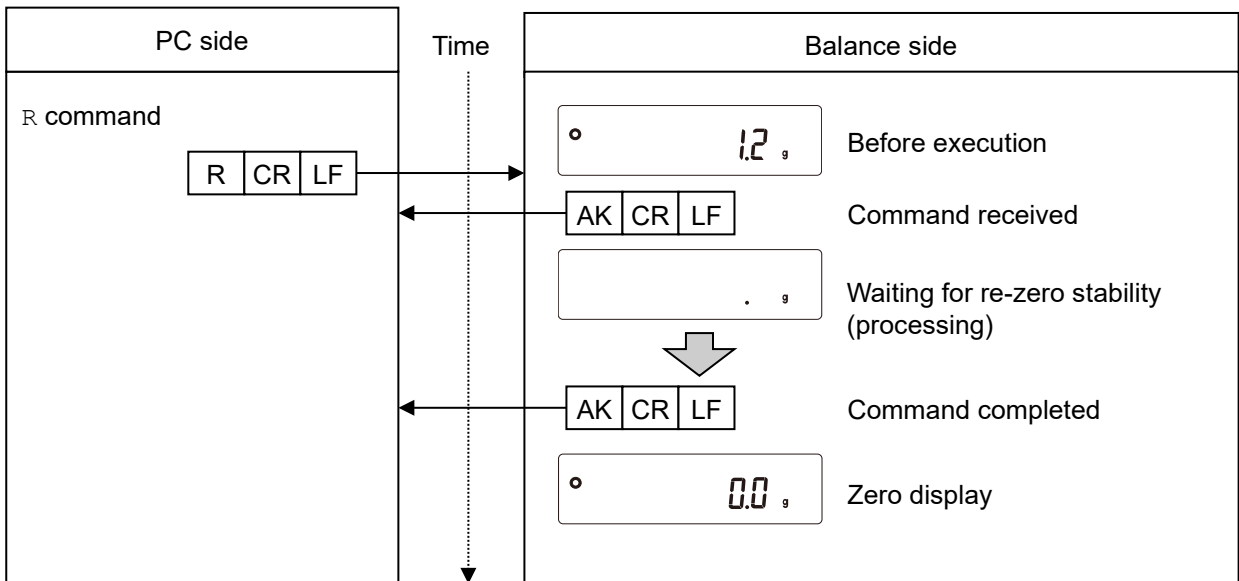 PC side
Time
Balance side
R command
R CR LF
1.2 g
Before execution
AK CR LF
Command received
. g
Waiting for re-zero stability
(processing)
AK CR LF
Command completed
0.0 g
Zero display